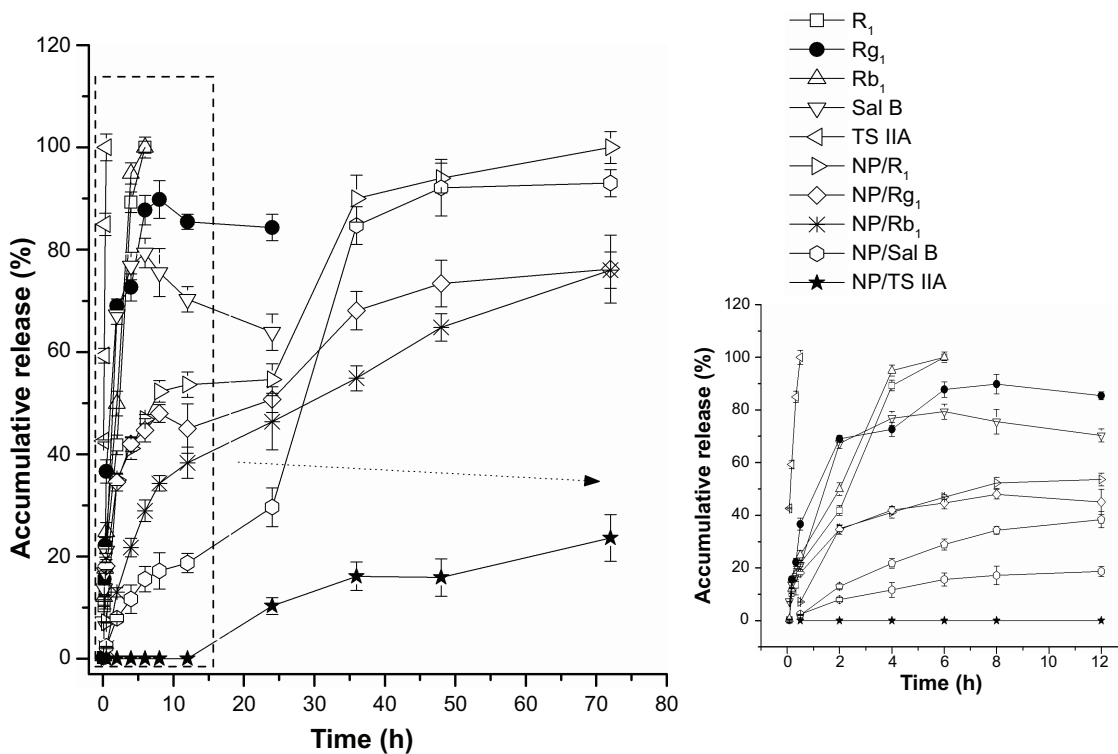 Accumulative release (%)
120
100
80
60
40
20
0
0
10
20
30
40
50
60
70
80
Time (h)
R₁
Rg₁
Rb₁
Sal B
TS IIA
NP/R₁
NP/Rg₁
NP/Rb₁
NP/Sal B
NP/TS IIA
Accumulative release (%)
120
100
80
60
40
20
0
0
2
4
6
8
10
12
Time (h)